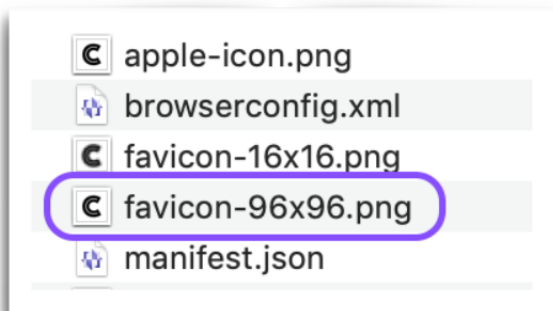 apple-icon.png
browserconfig.xml
favicon-16x16.png
favicon-96x96.png
manifest.json